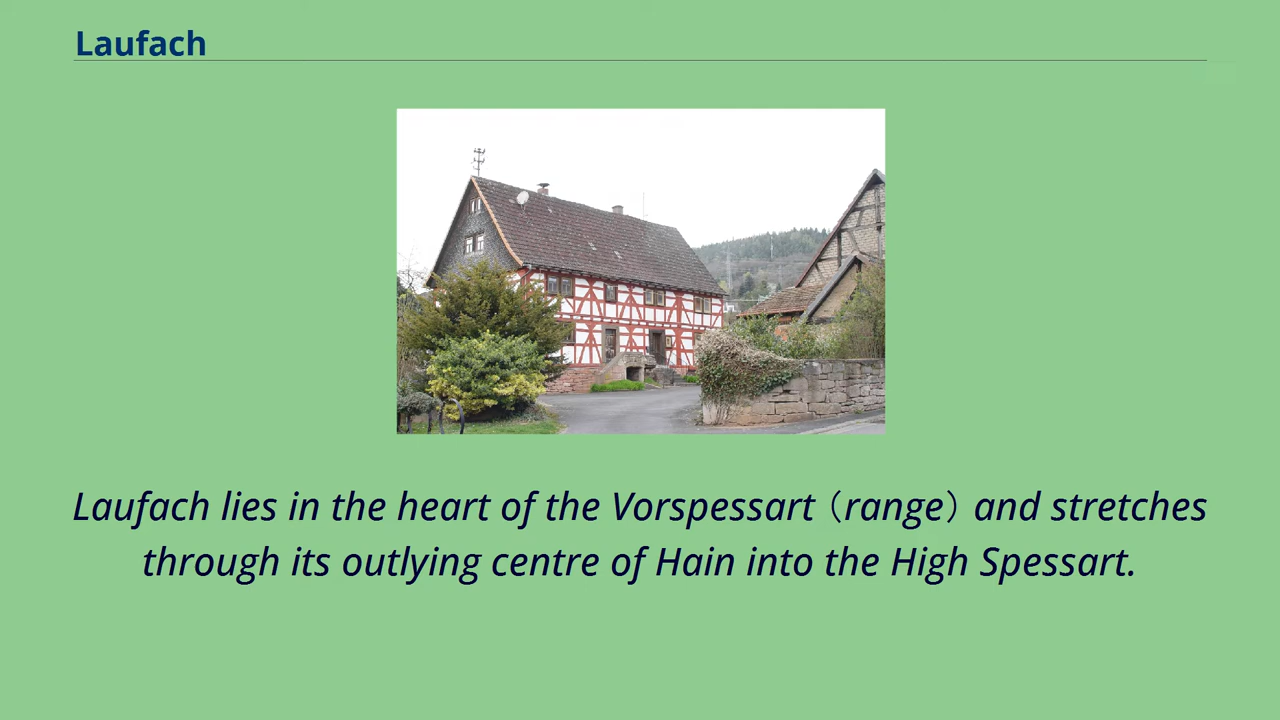 Laufach
Laufach lies in the heart of the Vorspessart (range) and stretches
through its outlying centre of Hain into the High Spessart.